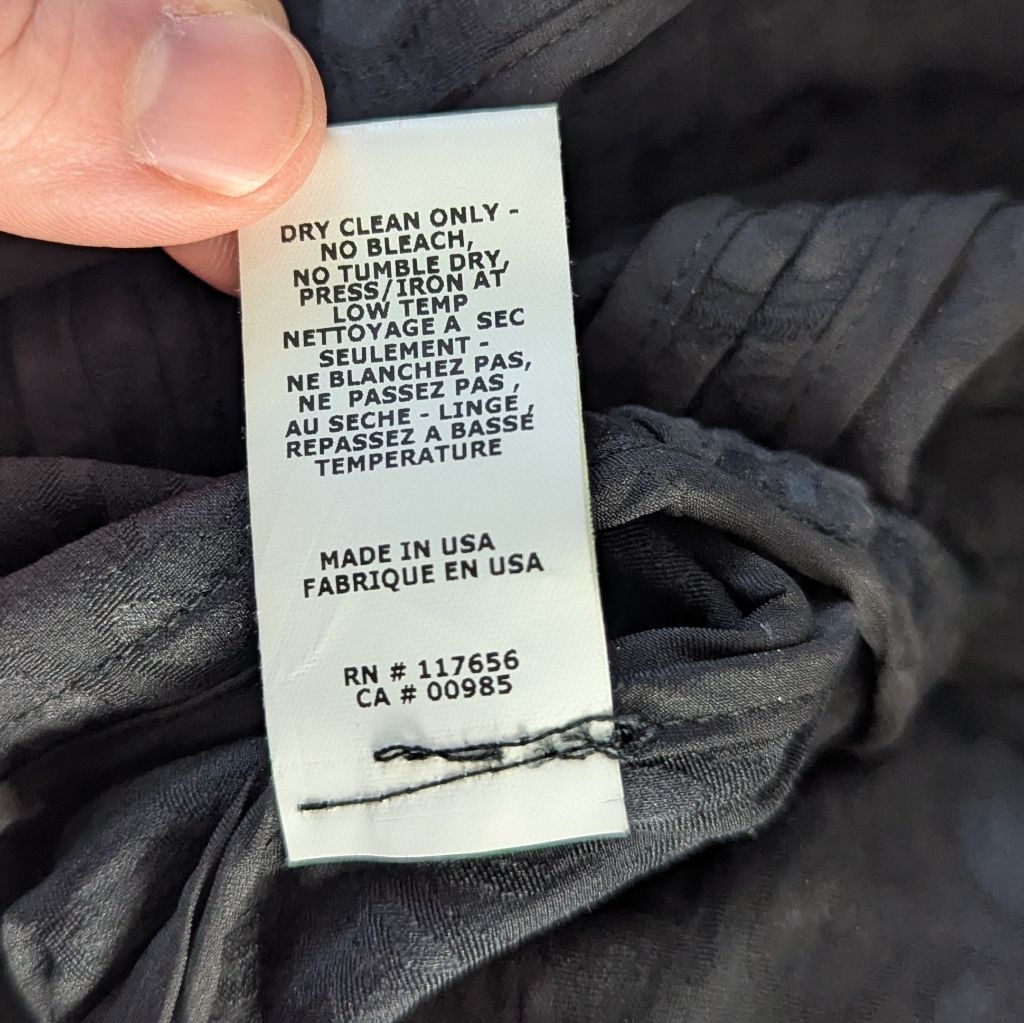 DRY CLEAN ONLY -
NO BLEACH,
NO TUMBLE DRY,
PRESS/IRON AT
LOW TEMP
NETTOYAGE A SEC
SEULEMENT -
NE BLANCHEZ PAS,
NE PASSEZ PAS ,
AU SECHE - LINGE ,
REPASSEZ A BASSE
TEMPERATURE
MADE IN USA
FABRIQUE EN USA
RN # 117656
CA # 00985